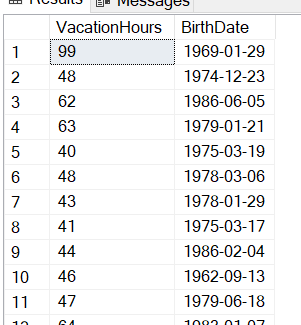 Results Messages
VacationHours BirthDate
1 99 1969-01-29
2 48 1974-12-23
3 62 1986-06-05
4 63 1979-01-21
5 40 1975-03-19
6 48 1978-03-06
7 43 1978-01-29
8 41 1975-03-17
9 44 1986-02-04
10 46 1962-09-13
11 47 1979-06-18